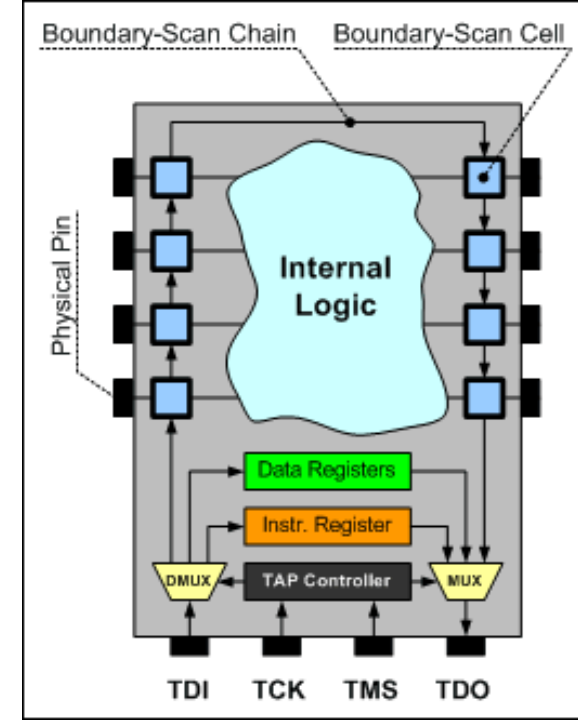 Boundary-Scan Chain
Boundary-Scan Cell
Physical Pin
Internal
Logic
Data Registers
Instr. Register
DMUX
TAP Controller
MUX
TDI
TCK
TMS
TDO